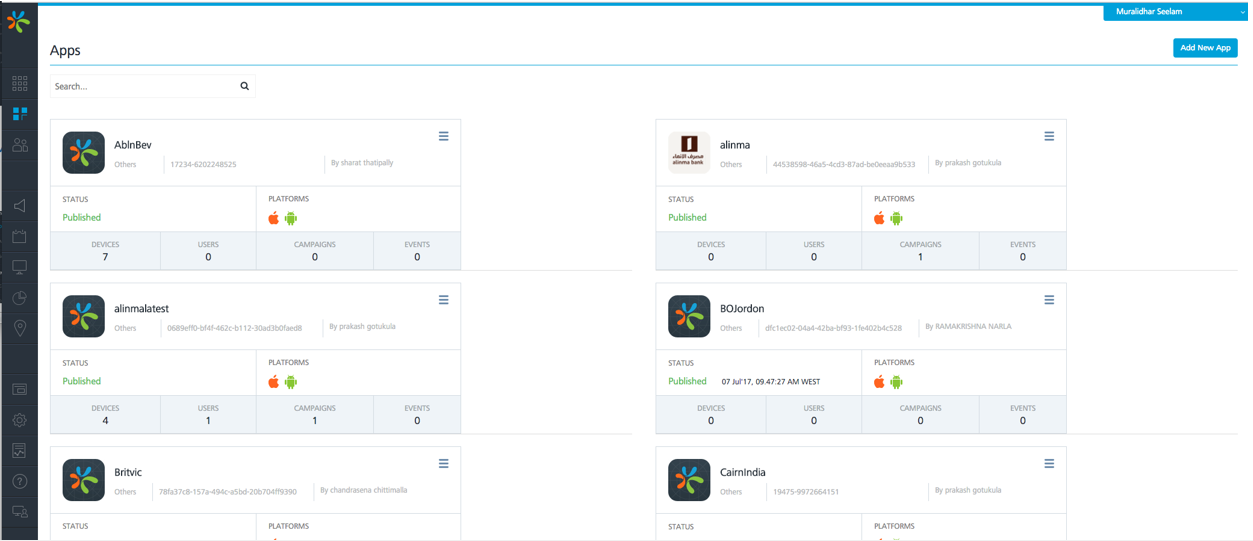 Muralidhar Seelam
Apps
Add New App
Search...
AbInBev
Others 17234-6202248525 By sharat thatipally
STATUS PLATFORMS
Published
DEVICES USERS CAMPAIGNS EVENTS
7 0 0 0
مصرف الإنماء
alinma bank
alinma
Others 44538598-46a5-4cd3-87ad-be0eeaa9b533 By prakash gotukula
STATUS PLATFORMS
Published
DEVICES USERS CAMPAIGNS EVENTS
0 0 1 0
alinmalatest
Others 0689eff0-bf4f-462c-b112-30ad3b0faed8 By prakash gotukula
STATUS PLATFORMS
Published
DEVICES USERS CAMPAIGNS EVENTS
4 1 1 0
BOJordon
Others dfc1ec02-04a4-42ba-bf93-1fe402b4c528 By RAMAKRISHNA NARLA
STATUS PLATFORMS
Published 07 Jul'17, 09.47:27 AM WEST
DEVICES USERS CAMPAIGNS EVENTS
0 0 0 0
Britvic
Others 78fa37c8-157a-494c-a5bd-20b704ff9390 By chandrasena chittimalla
STATUS PLATFORMS
CairnIndia
Others 19475-9972664151 By prakash gotukula
STATUS PLATFORMS